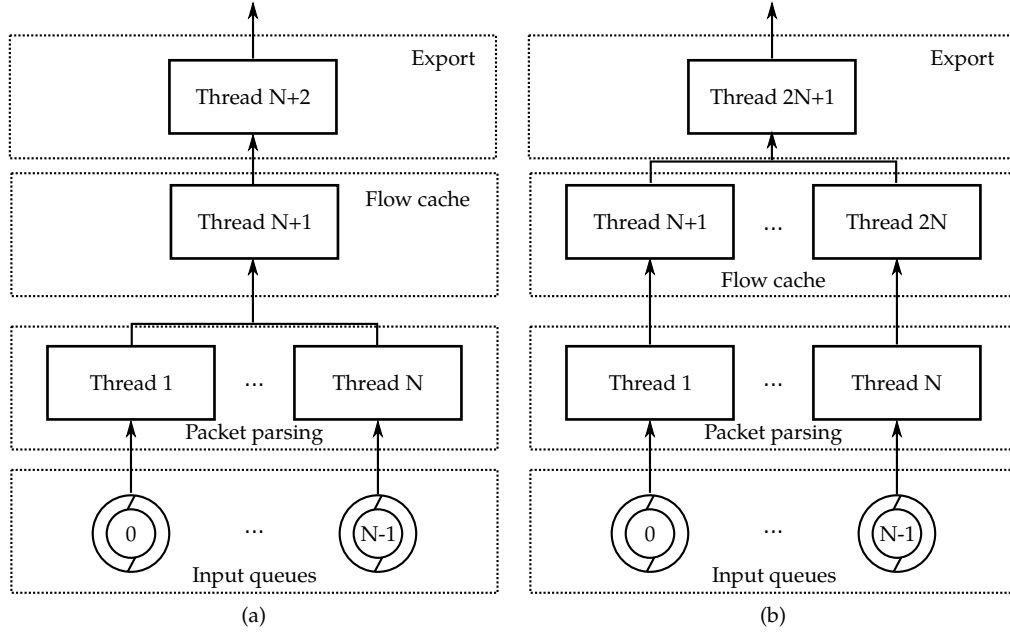 Export
Thread N+2
Flow cache
Thread N+1
Thread 1
...
Thread N
Packet parsing
0
...
N-1
Input queues
(a)
Export
Thread 2N+1
Thread N+1
...
Thread 2N
Flow cache
Thread 1
...
Thread N
Packet parsing
0
...
N-1
Input queues
(b)